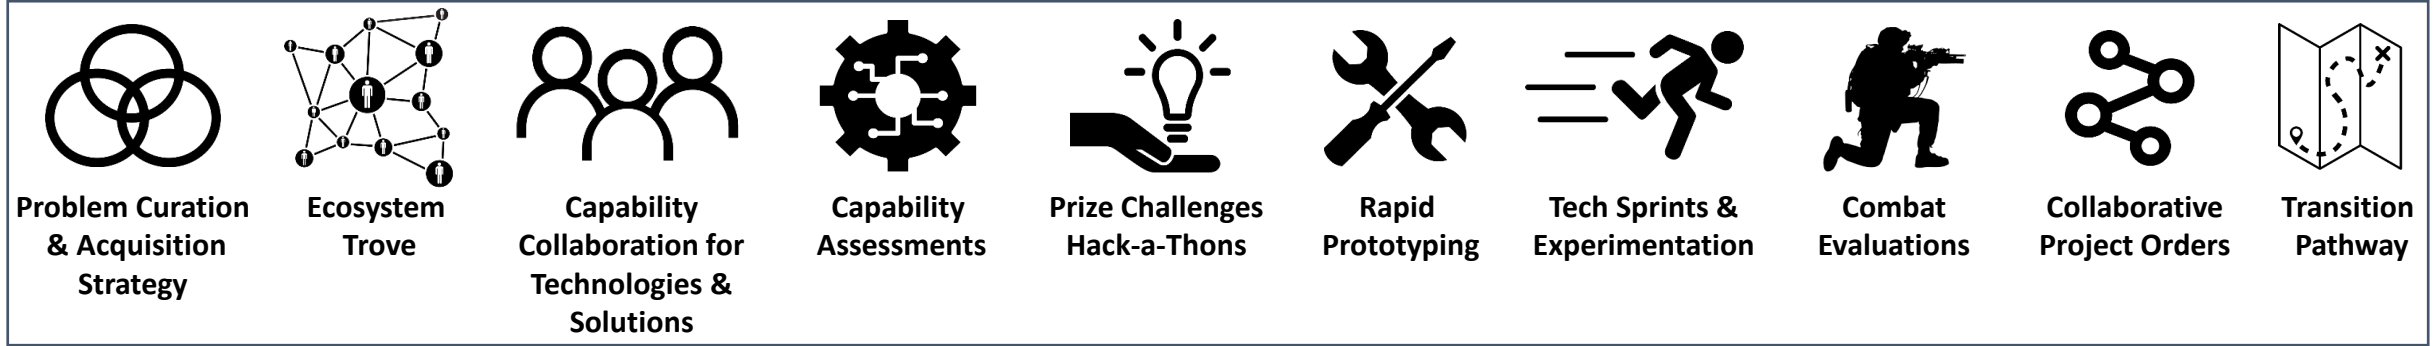 Problem Curation
& Acquisition
Strategy
Ecosystem
Trove
Capability
Collaboration for
Technologies &
Solutions
Capability
Assessments
Prize Challenges
Hack-a-Thons
Rapid
Prototyping
Tech Sprints &
Experimentation
Combat
Evaluations
Collaborative
Project Orders
Transition
Pathway